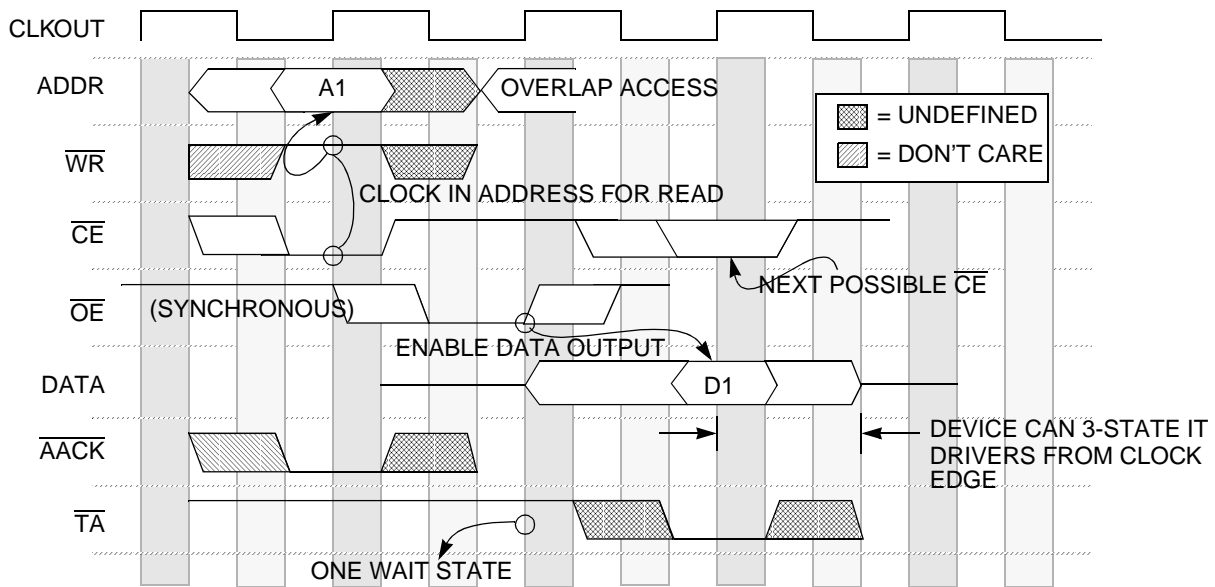 CLKOUT
ADDR
A1
OVERLAP ACCESS
= UNDEFINED
= DON'T CARE
WR
CLOCK IN ADDRESS FOR READ
CE
NEXT POSSIBLE CE
OE
(SYNCHRONOUS)
ENABLE DATA OUTPUT
DATA
D1
AACK
DEVICE CAN 3-STATE IT
DRIVERS FROM CLOCK
EDGE
TA
ONE WAIT STATE